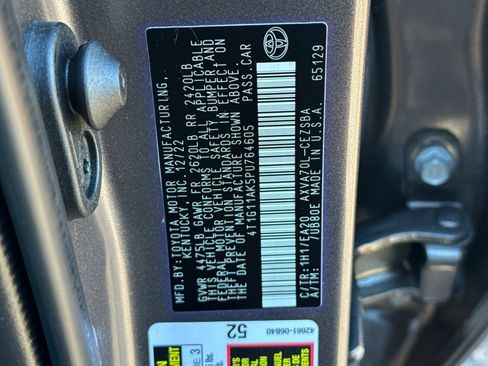 MFD.BY:TOYOTA MOTOR MANUFACTURING,
KENTUCKY, INC. 12/22
GVWR 4475LB GAWR FR 2620LB RR 2420LB
THIS VEHICLE CONFORMS TO ALL APPLICABLE
FEDERAL MOTOR VEHICLE SAFETY, BUMPER, AND
THEFT PREVENTION STANDARDS IN EFFECT ON
THE DATE OF MANUFACTURE SHOWN ABOVE.
4T1G11AK5PU764605 PASS.CAR
C/TR:1H1/EA20 AXVA70L-CEZSBA
A/TM: 7UB80E MADE IN U.S.A. 65129
42661-06B40
52